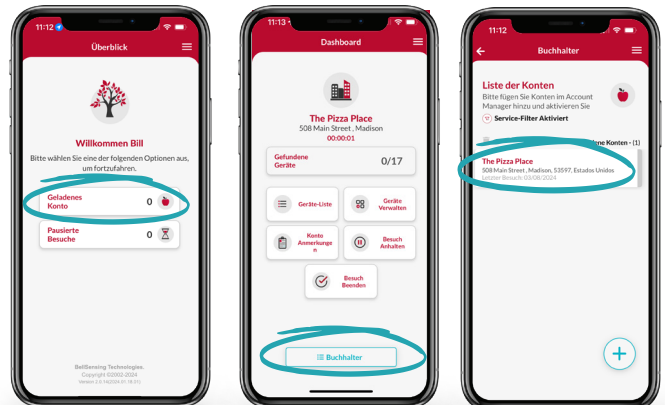 11:12
Überblick
Willkommen Bill
Bitte wählen Sie eine der folgenden Optionen aus,
um fortzufahren.
Geladenes
Konto
0
Pausierte
Besuche
0
BellSensing Technologies.
Copyright ©2002-2024
11:13
Dashboard
The Pizza Place
508 Main Street, Madison
00:00:01
Gefundene
Geräte
0/17
Geräte-Liste
Geräte
Verwalten
Konto
Anmerkunge
n
Besuch
Anhalten
Besuch
Beenden
Buchhalter
11:12
Buchhalter
Liste der Konten
Bitte fügen Sie Konten im Account
Manager hinzu und aktivieren Sie
Service-Filter Aktiviert
ene Konten - (1)
The Pizza Place
508 Main Street, Madison, 53597, Estados Unidos
Letzter Besuch: 03/08/2024